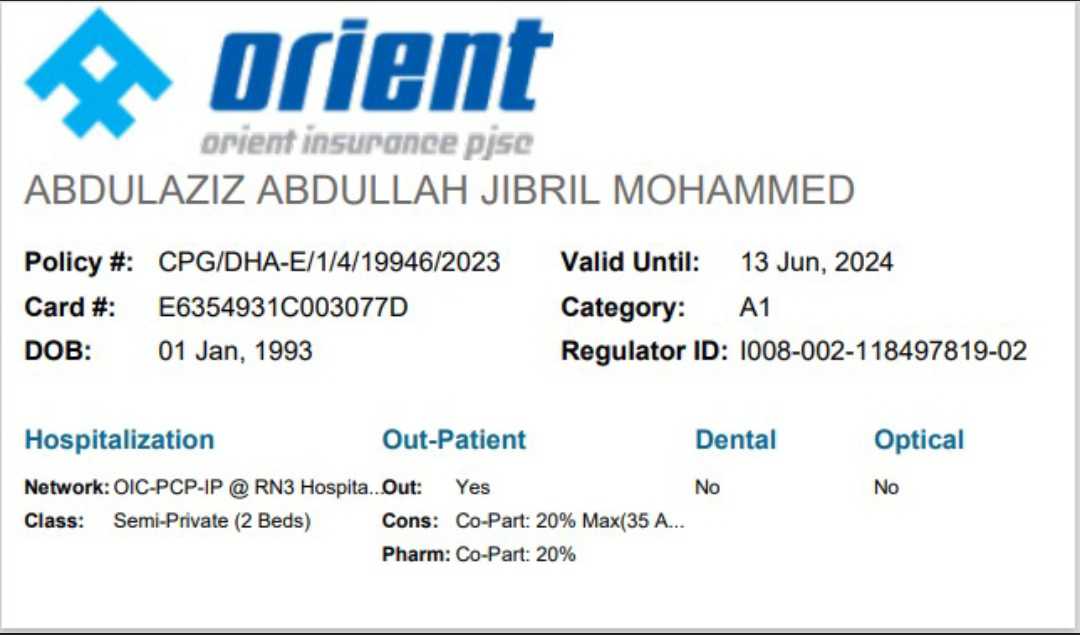 orient
orient insurance pjsc
ABDULAZIZ ABDULLAH JIBRIL MOHAMMED
Policy #: CPG/DHA-E/1/4/19946/2023 Valid Until: 13 Jun, 2024
Card #: E6354931C003077D Category: A1
DOB: 01 Jan, 1993 Regulator ID: I008-002-118497819-02
Hospitalization Out-Patient Dental Optical
Network: OIC-PCP-IP @ RN3 Hospita... Out: Yes No No
Class: Semi-Private (2 Beds) Cons: Co-Part: 20% Max(35 A...
Pharm: Co-Part: 20%